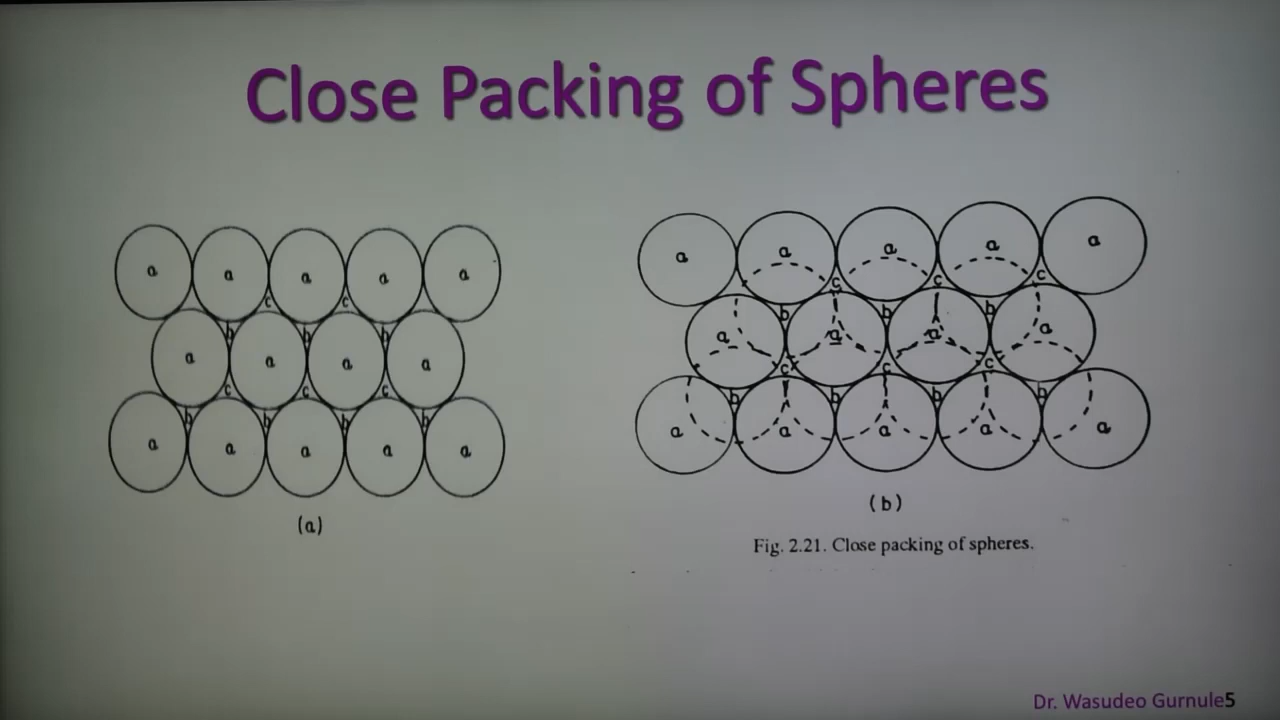 Close Packing of Spheres
a a a a a
c c
b b b
a a a a
c c c
b b b b
a a a a a
(a)
a a a a a
c c c
b b b
a a a a
c c c
b b b b
a a a a a
(b)
Fig. 2.21. Close packing of spheres.
Dr. Wasudeo Gurnule5